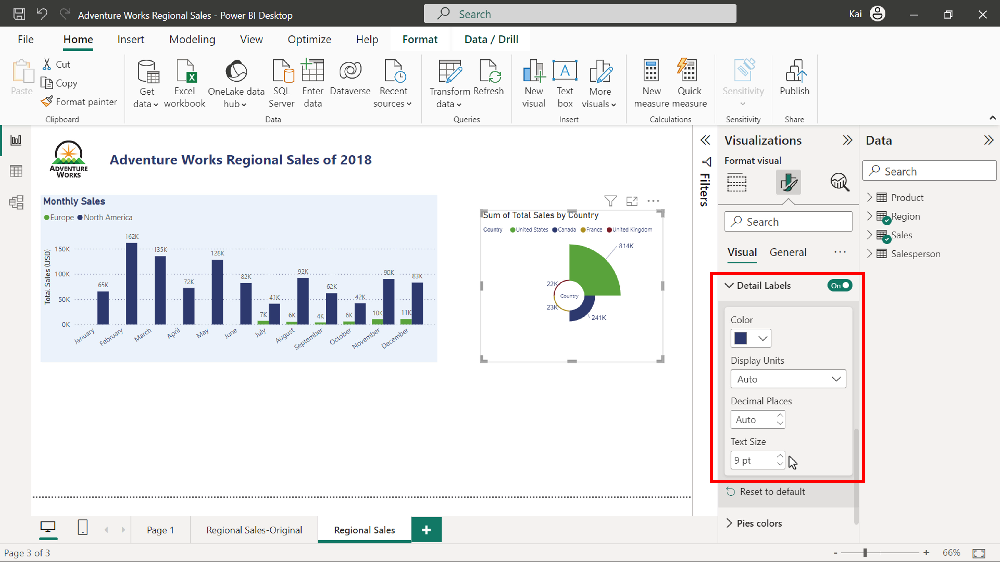 Adventure Works Regional Sales - Power BI Desktop
Search
Kai
File Home Insert Modeling View Optimize Help Format Data / Drill
Paste
Cut
Copy
Format painter
Clipboard
Get data
Excel workbook
OneLake data hub
SQL Server
Enter data
Dataverse
Recent sources
Data
Transform data
Refresh
Queries
New visual
Text box
More visuals
Insert
New measure
Quick measure
Calculations
Sensitivity
Sensitivity
Publish
Share
ADVENTURE
WORKS
Adventure Works Regional Sales of 2018
Monthly Sales
Europe North America
Total Sales (USD)
150K
100K
50K
0K
65K
162K
135K
72K
128K
82K
7K
41K
6K
92K
4K
62K
6K
42K
10K
90K
11K
83K
January
February
March
April
May
June
July
August
September
October
November
December
Sum of Total Sales by Country
Country United States Canada France United Kingdom
814K
22K
Country
23K
241K
Filters
Visualizations
Format visual
Search
Visual General
Detail Labels On
Color
Display Units
Auto
Decimal Places
Auto
Text Size
9 pt
Reset to default
Pies colors
Data
Search
Product
Region
Sales
Salesperson
Page 1 Regional Sales-Original Regional Sales +
Page 3 of 3
- + 66%